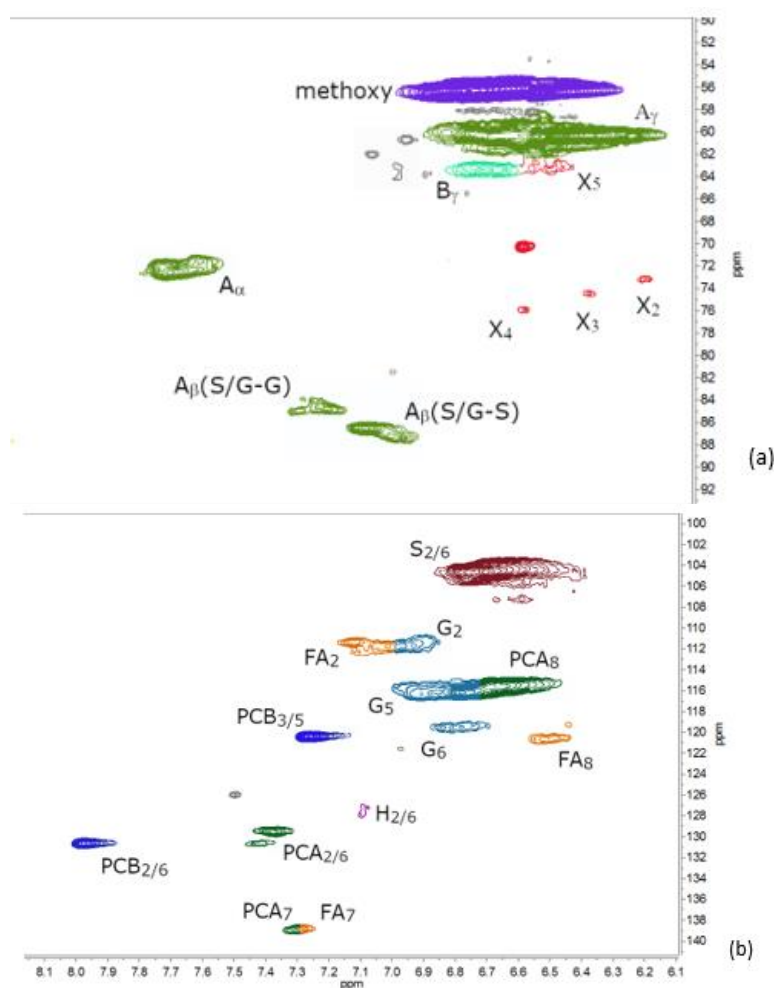 50
52
54
56
58
60
62
64
66
68
70
72
74
76
78
80
82
84
86
88
90
92
ppm
methoxy
Aγ
Bγ
X5
Aα
X4
X3
X2
Aβ(S/G-G)
Aβ(S/G-S)
(a)
100
102
104
106
108
110
112
114
116
118
120
122
124
126
128
130
132
134
136
138
140
ppm
S2/6
G2
FA2
PCA8
G5
PCB3/5
G6
FA8
H2/6
PCB2/6
PCA2/6
PCA7 FA7
(b)
8.1 8.0 7.9 7.8 7.7 7.6 7.5 7.4 7.3 7.2 7.1 7.0 6.9 6.8 6.7 6.6 6.5 6.4 6.3 6.2 6.1
ppm